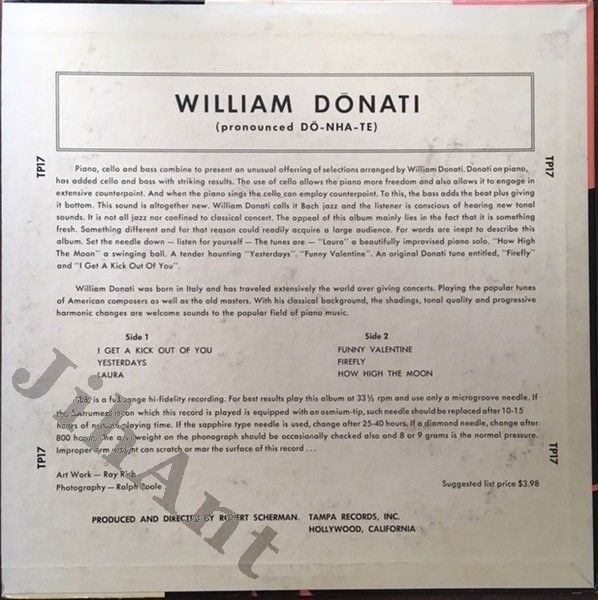 WILLIAM DŌNATI
(pronounced DŌ-NHA-TE)
TP17
TP17
Piano, cello and bass combine to present an unusual offerring of selections arranged by William Donati. Donati on piano,
has added cello and bass with striking results. The use of cello allows the piano more freedom and also allows it to engage in
extensive counterpoint. And when the piano sings the cello can employ counterpoint. To this, the bass adds the beat plus giving
it bottom. This sound is altogether new. William Donati calls it Bach jazz and the listener is conscious of hearing new tonal
sounds. It is not all jazz nor confined to classical concert. The appeal of this album mainly lies in the fact that it is something
fresh. Something different and for that reason could readily acquire a large audience. For words are inept to describe this
album. Set the needle down — listen for yourself — The tunes are — "Laura" a beautifully improvised piano solo. "How High
The Moon" a swinging ball. A tender haunting "Yesterdays". "Funny Valentine". An original Donati tune entitled, "Firefly"
and "I Get A Kick Out Of You".
William Donati was born in Italy and has traveled extensively the world over giving concerts. Playing the popular tunes
of American composers as well as the old masters. With his classical background, the shadings, tonal quality and progressive
harmonic changes are welcome sounds to the popular field of piano music.
Side 1
I GET A KICK OUT OF YOU
YESTERDAYS
LAURA
Side 2
FUNNY VALENTINE
FIREFLY
HOW HIGH THE MOON
This is a full range hi-fidelity recording. For best results play this album at 33⅓ rpm and use only a microgroove needle. If
the instrument upon which this record is played is equipped with an osmium-tip, such needle should be replaced after 10-15
hours of normal playing time. If the sapphire type needle is used, change after 25-40 hours. If a diamond needle, change after
800 hours. The arm weight on the phonograph should be occasionally checked also and 8 or 9 grams is the normal pressure.
Improper arm weight can scratch or mar the surface of this record . . .
TP17
TP17
Art Work — Ray Rich
Photography — Ralph Poole
Suggested list price $3.98
PRODUCED AND DIRECTED BY ROBERT SCHERMAN. TAMPA RECORDS, INC.
HOLLYWOOD, CALIFORNIA
JimAnt